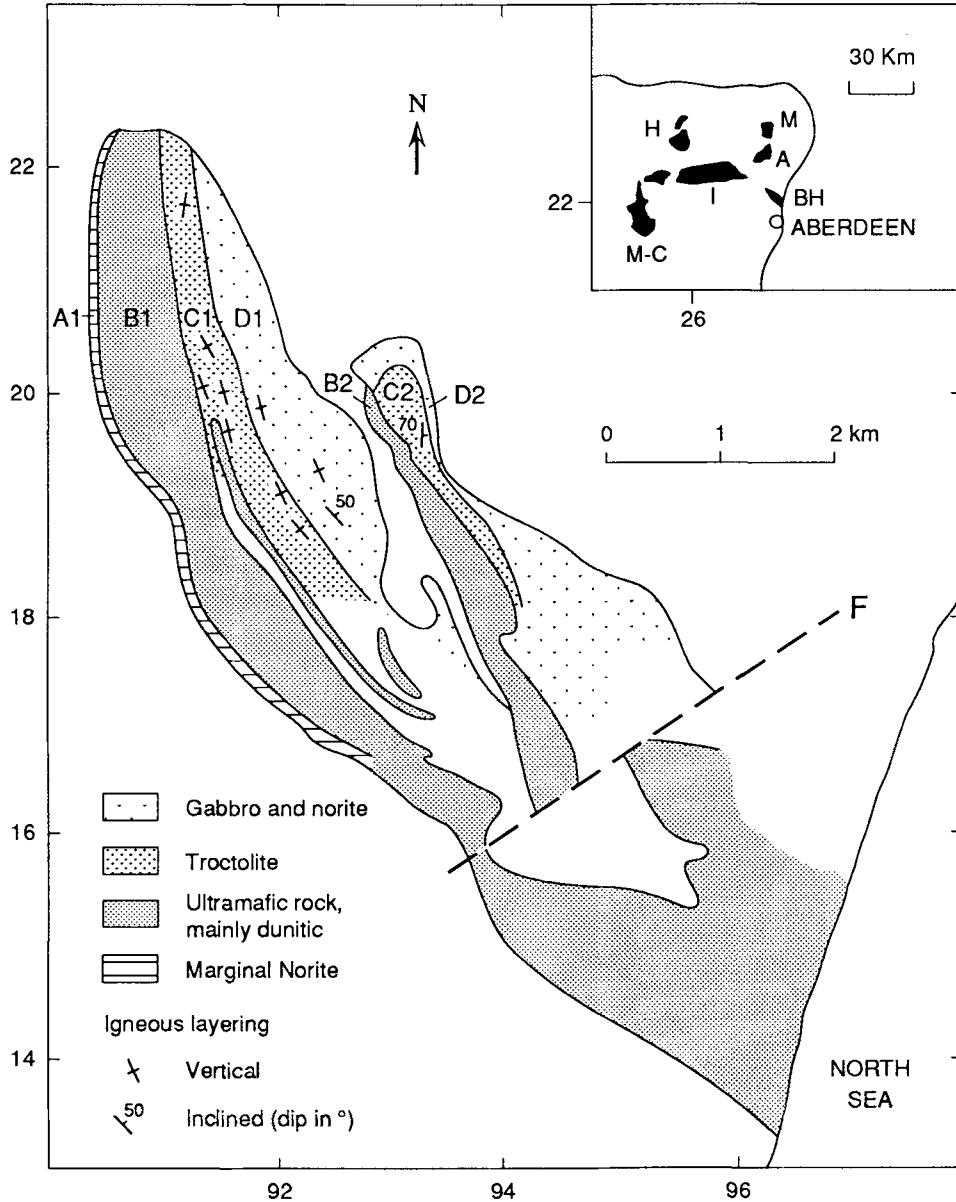 30 Km
N
H
M
A
22
I
BH
ABERDEEN
M-C
26
22
A1
B1
C1
D1
B2
C2
D2
70
50
20
0 1 2 km
18
F
16
14
Gabbro and norite
Troctolite
Ultramafic rock,
mainly dunitic
Marginal Norite
Igneous layering
Vertical
50
Inclined (dip in °)
NORTH
SEA
92 94 96